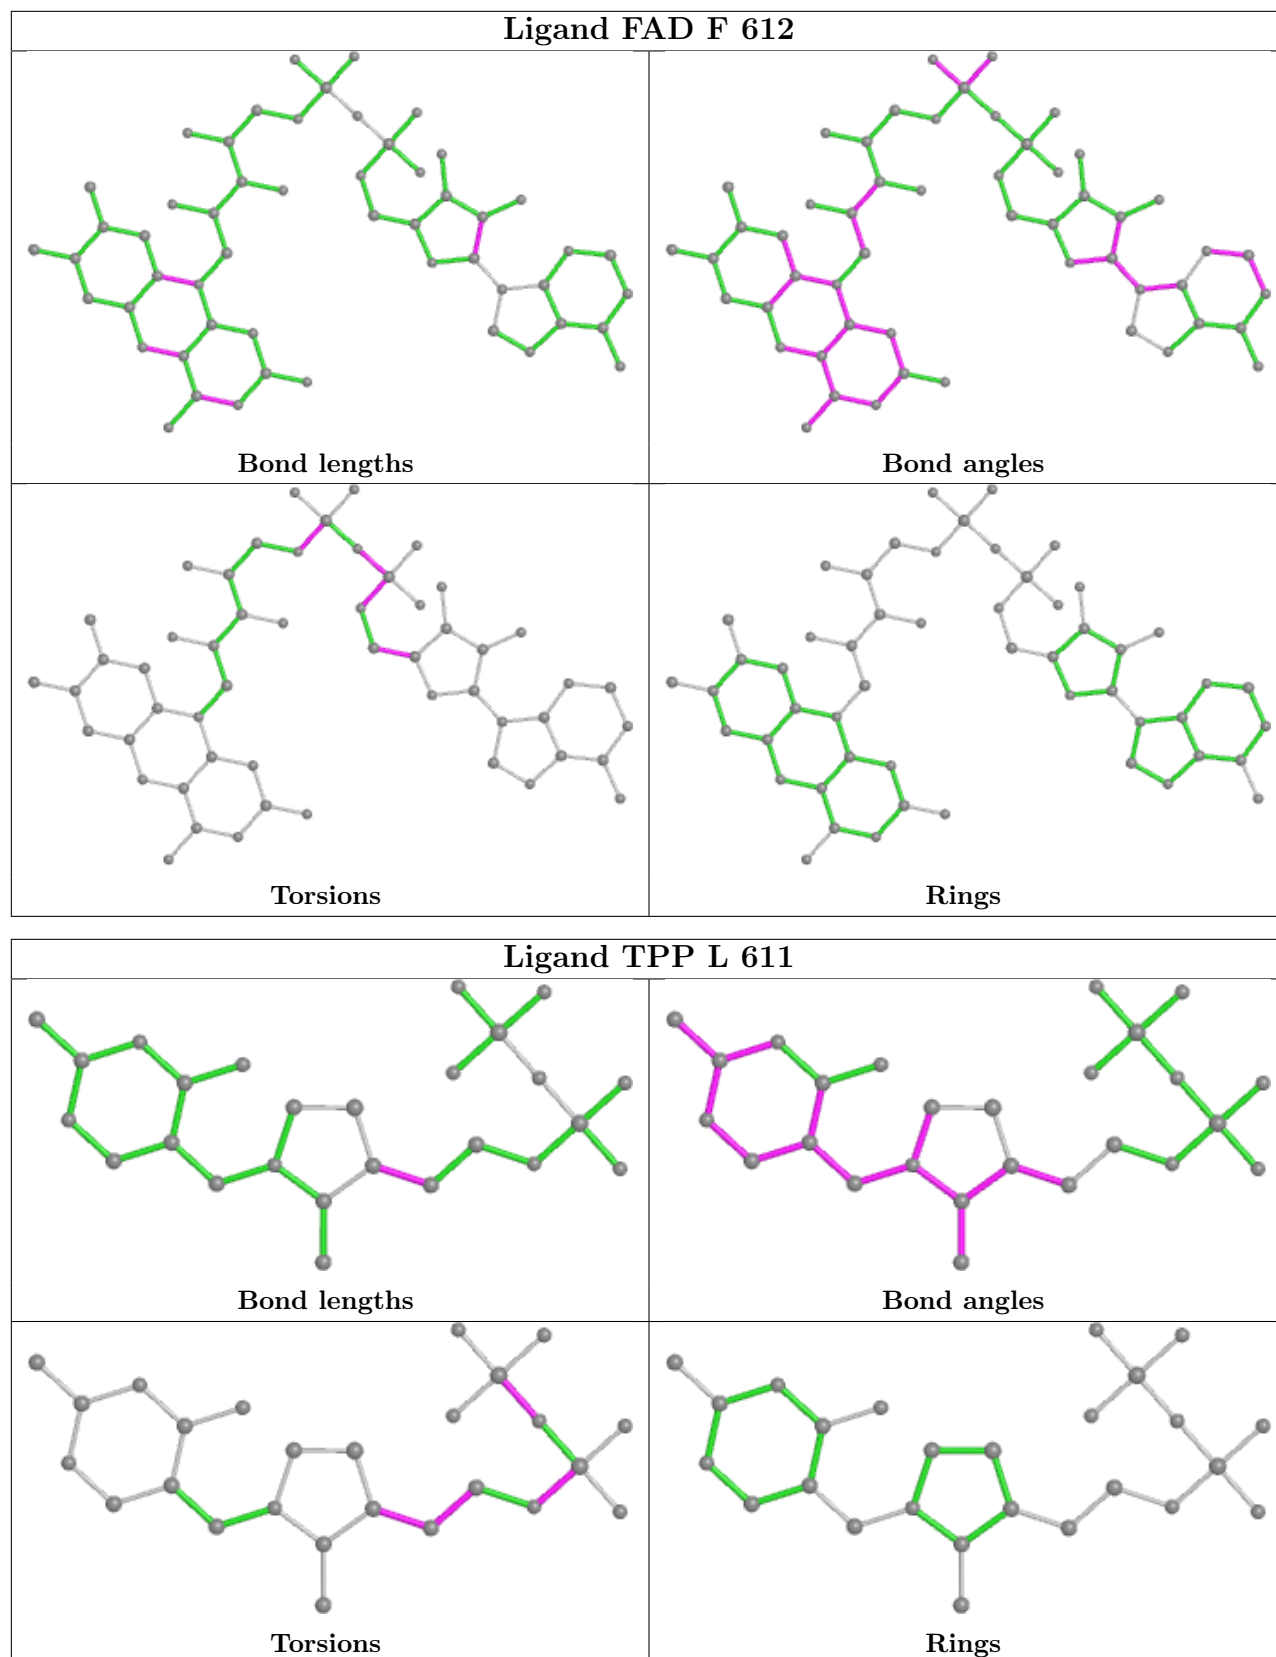 Ligand FAD F 612
Bond lengths
Bond angles
Torsions
Rings
Ligand TPP L 611
Bond lengths
Bond angles
Torsions
Rings